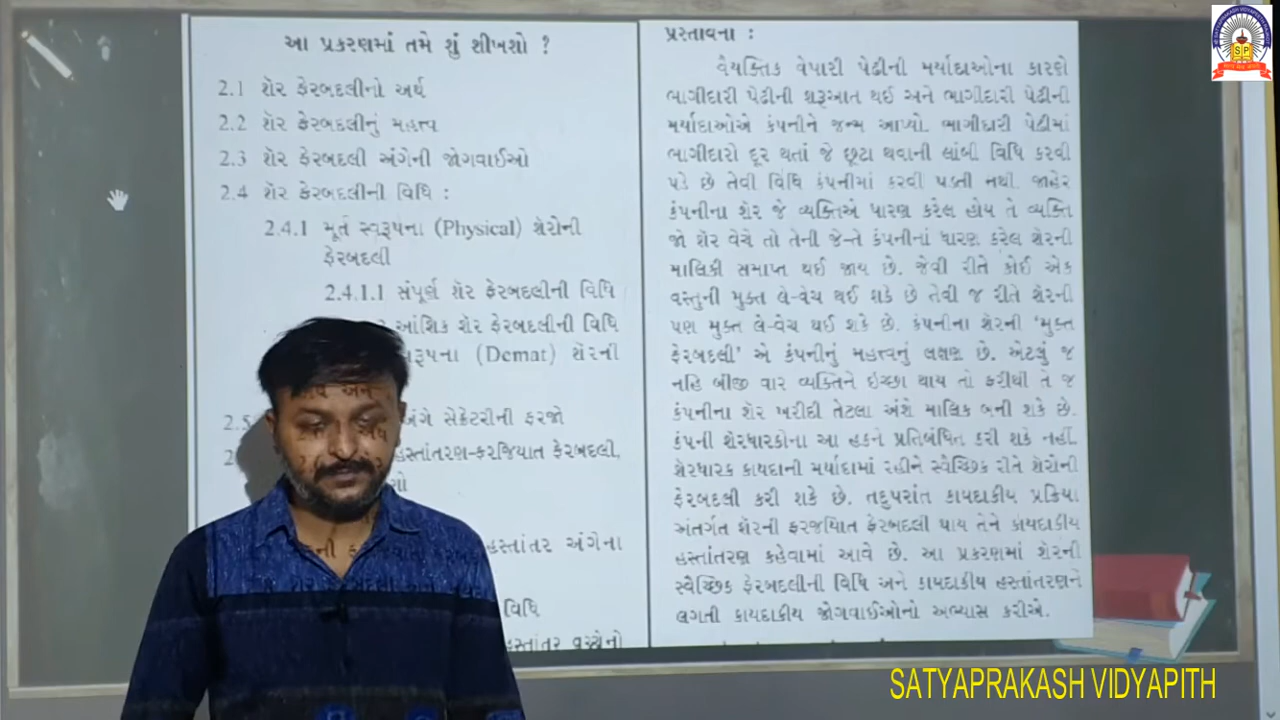 આ પ્રકરણમાં તમે શું શીખશો ?
2.1 શૅર ફેરબદલીનો અર્થ
2.2 શૅર ફેરબદલીનું મહત્વ
2.3 શૅર ફેરબદલી અંગેની જોગવાઈઓ
2.4 શૅર ફેરબદલીની વિધિ :
2.4.1 મૂર્ત સ્વરૂપના (Physical) શૅરોની
ફેરબદલી
2.4.1.1 સંપૂર્ણ શૅર ફેરબદલીની વિધિ
આંશિક શૅર ફેરબદલીની વિધિ
(Demat) શૅરની
2.5 અંગે સેક્રેટરીની ફરજો
હસ્તાંતરણ-ફરજિયાત ફેરબદલી,
હસ્તાંતર અંગેના
વિધિ
હસ્તાંતર વચ્ચેનો
પ્રસ્તાવના :
વૈયક્તિક વેપારી પેઢીની મર્યાદાઓના કારણે
ભાગીદારી પેઢીની શરૂઆત થઈ અને ભાગીદારી પેઢીની
મર્યાદાઓએ કંપનીને જન્મ આપ્યો. ભાગીદારી પેઢીમાં
ભાગીદારો દૂર થતાં જે છૂટા થવાની લાંબી વિધિ કરવી
પડે છે તેવી વિધિ કંપનીમાં કરવી પડતી નથી. જાહેર
કંપનીના શૅર જે વ્યક્તિએ ધારણ કરેલ હોય તે વ્યક્તિ
જો શૅર વેચે તો તેની જે-તે કંપનીનાં ધારણ કરેલ શૅરની
માલિકી સમાપ્ત થઈ જાય છે. જેવી રીતે કોઈ એક
વસ્તુની મુક્ત લે-વેચ થઈ શકે છે તેવી જ રીતે શૅરની
પણ મુક્ત લે-વેચ થઈ શકે છે. કંપનીના શૅરની ‘મુક્ત
ફેરબદલી’ એ કંપનીનું મહત્વનું લક્ષણ છે. એટલું જ
નહિ બીજી વાર વ્યક્તિને ઇચ્છા થાય તો ફરીથી તે જ
કંપનીના શૅર ખરીદી તેટલા અંશે માલિક બની શકે છે.
કંપની શૅરધારકોના આ હકને પ્રતિબંધિત કરી શકે નહીં.
શૅરધારક કાયદાની મર્યાદામાં રહીને સ્વૈચ્છિક રીતે શૅરોની
ફેરબદલી કરી શકે છે. તદુપરાંત કાયદાકીય પ્રક્રિયા
અંતર્ગત શૅરની ફરજિયાત ફેરબદલી થાય તેને કાયદાકીય
હસ્તાંતરણ કહેવામાં આવે છે. આ પ્રકરણમાં શૅરની
સ્વૈચ્છિક ફેરબદલીની વિધિ અને કાયદાકીય હસ્તાંતરણને
લગતી કાયદાકીય જોગવાઈઓનો અભ્યાસ કરીએ.
SP
SATYAPRAKASH VIDYAPITH